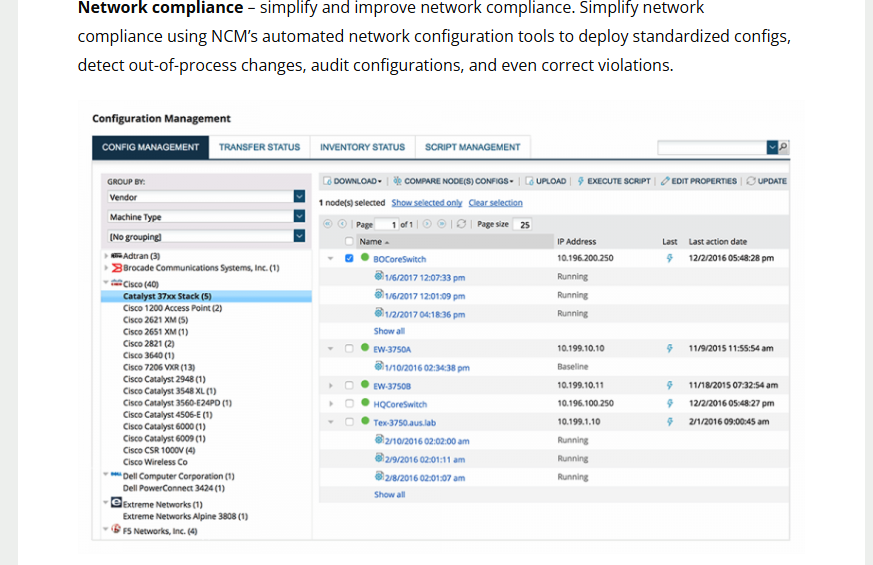 Network compliance – simplify and improve network compliance. Simplify network
compliance using NCM's automated network configuration tools to deploy standardized configs,
detect out-of-process changes, audit configurations, and even correct violations.
Configuration Management
CONFIG MANAGEMENT TRANSFER STATUS INVENTORY STATUS SCRIPT MANAGEMENT
GROUP BY:
Vendor
Machine Type
[No grouping]
Adtran (3)
Brocade Communications Systems, Inc. (1)
Cisco (40)
Catalyst 37xx Stack (5)
Cisco 1200 Access Point (2)
Cisco 2621 XM (5)
Cisco 2651 XM (1)
Cisco 2821 (2)
Cisco 3640 (1)
Cisco 7206 VXR (13)
Cisco Catalyst 2948 (1)
Cisco Catalyst 3548 XL (1)
Cisco Catalyst 3560-E24PD (1)
Cisco Catalyst 4506-E (1)
Cisco Catalyst 6000 (1)
Cisco Catalyst 6009 (1)
Cisco CSR 1000V (4)
Cisco Wireless Co
Dell Computer Corporation (1)
Dell PowerConnect 3424 (1)
Extreme Networks (1)
Extreme Networks Alpine 3808 (1)
F5 Networks, Inc. (4)
DOWNLOAD COMPARE NODE(S) CONFIGS UPLOAD EXECUTE SCRIPT EDIT PROPERTIES UPDATE
1 node(s) selected Show selected only Clear selection
Page 1 of 1 Page size 25
Name IP Address Last Last action date
BOCoreSwitch 10.196.200.250 12/2/2016 05:48:28 pm
1/6/2017 12:07:33 pm Running
1/6/2017 12:01:09 pm Running
1/2/2017 04:18:36 pm Running
Show all
EW-3750A 10.199.10.10 11/9/2015 11:55:54 am
1/10/2016 02:34:38 pm Baseline
EW-3750B 10.199.10.11 11/18/2015 07:32:54 am
HQCoreSwitch 10.196.100.250 12/2/2016 05:48:27 pm
Tex-3750.aus.lab 10.199.1.10 2/1/2016 09:00:45 am
2/10/2016 02:02:00 am Running
2/9/2016 02:01:11 am Running
2/8/2016 02:01:07 am Running
Show all